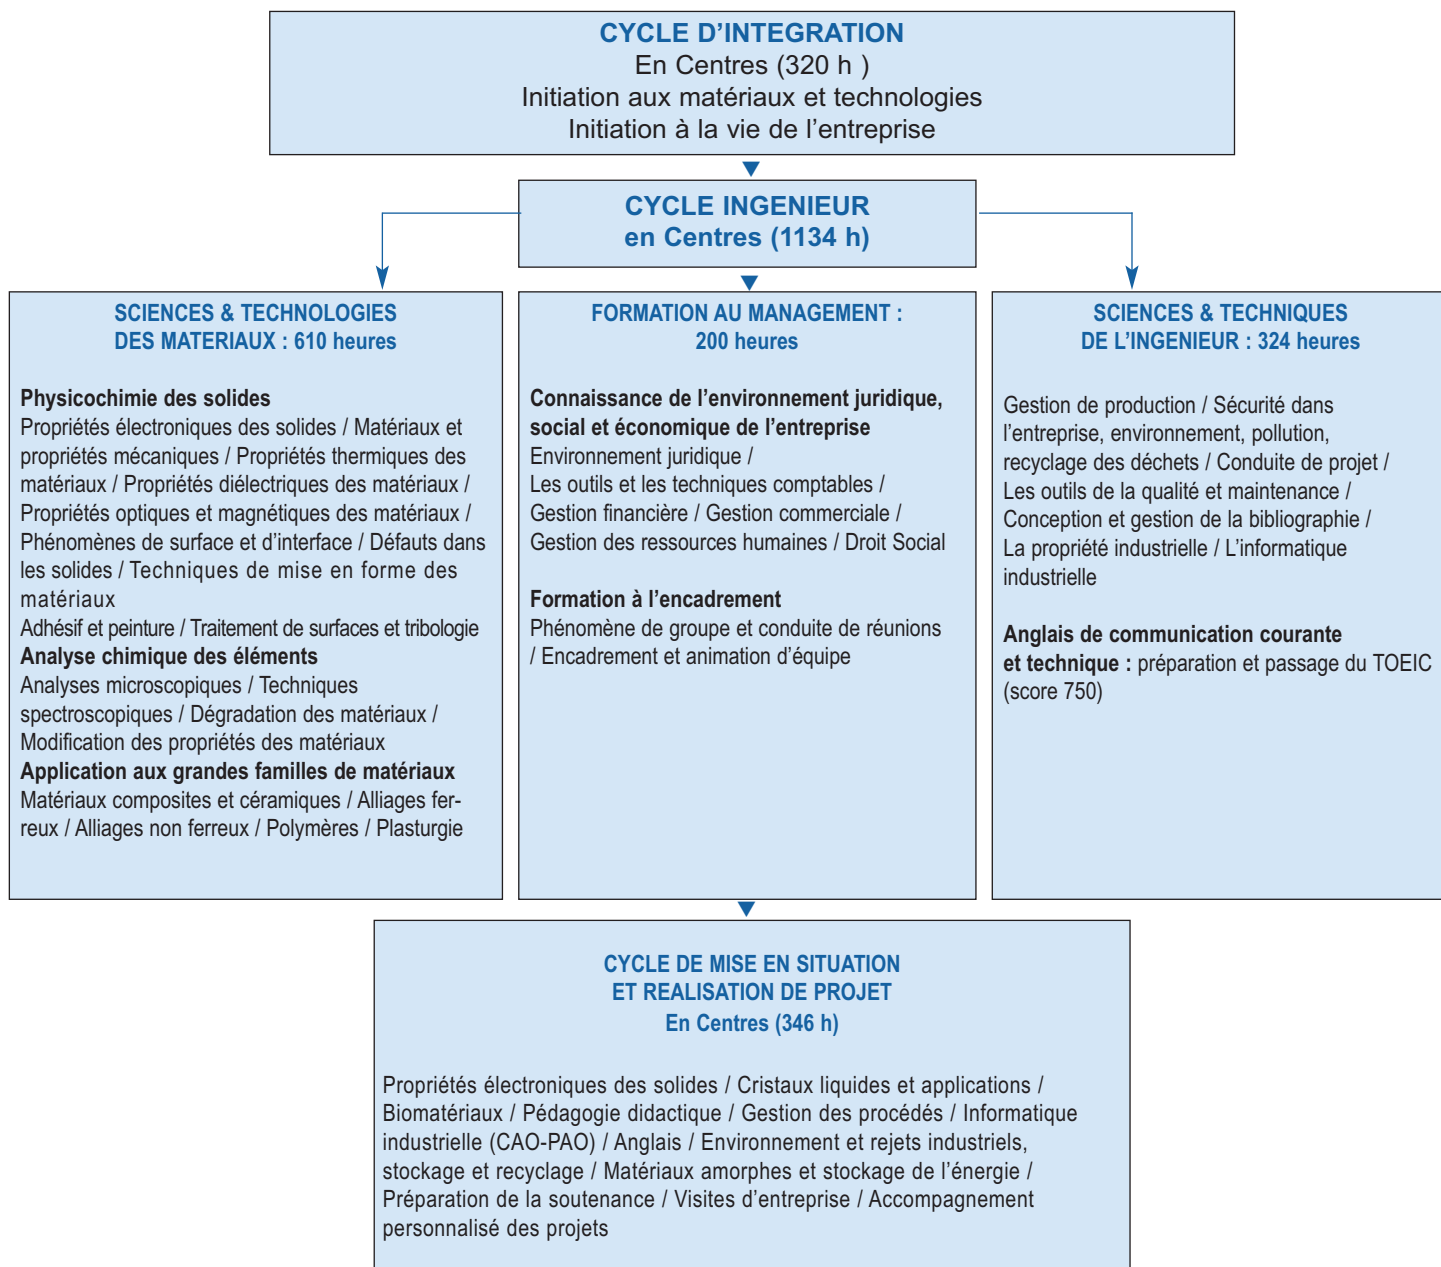 CYCLE D’INTEGRATION
En Centres (320 h )
Initiation aux matériaux et technologies
Initiation à la vie de l’entreprise
CYCLE INGENIEUR
en Centres (1134 h)
SCIENCES & TECHNOLOGIES
DES MATERIAUX : 610 heures
Physicochimie des solides
Propriétés électroniques des solides / Matériaux et
propriétés mécaniques / Propriétés thermiques des
matériaux / Propriétés diélectriques des matériaux /
Propriétés optiques et magnétiques des matériaux /
Phénomènes de surface et d’interface / Défauts dans
les solides / Techniques de mise en forme des
matériaux
Adhésif et peinture / Traitement de surfaces et tribologie
Analyse chimique des éléments
Analyses microscopiques / Techniques
spectroscopiques / Dégradation des matériaux /
Modification des propriétés des matériaux
Application aux grandes familles de matériaux
Matériaux composites et céramiques / Alliages fer-
reux / Alliages non ferreux / Polymères / Plasturgie
FORMATION AU MANAGEMENT :
200 heures
Connaissance de l’environnement juridique,
social et économique de l’entreprise
Environnement juridique /
Les outils et les techniques comptables /
Gestion financière / Gestion commerciale /
Gestion des ressources humaines / Droit Social
Formation à l’encadrement
Phénomène de groupe et conduite de réunions
/ Encadrement et animation d’équipe
SCIENCES & TECHNIQUES
DE L’INGENIEUR : 324 heures
Gestion de production / Sécurité dans
l’entreprise, environnement, pollution,
recyclage des déchets / Conduite de projet /
Les outils de la qualité et maintenance /
Conception et gestion de la bibliographie /
La propriété industrielle / L’informatique
industrielle
Anglais de communication courante
et technique : préparation et passage du TOEIC
(score 750)
CYCLE DE MISE EN SITUATION
ET REALISATION DE PROJET
En Centres (346 h)
Propriétés électroniques des solides / Cristaux liquides et applications /
Biomatériaux / Pédagogie didactique / Gestion des procédés / Informatique
industrielle (CAO-PAO) / Anglais / Environnement et rejets industriels,
stockage et recyclage / Matériaux amorphes et stockage de l’énergie /
Préparation de la soutenance / Visites d’entreprise / Accompagnement
personnalisé des projets